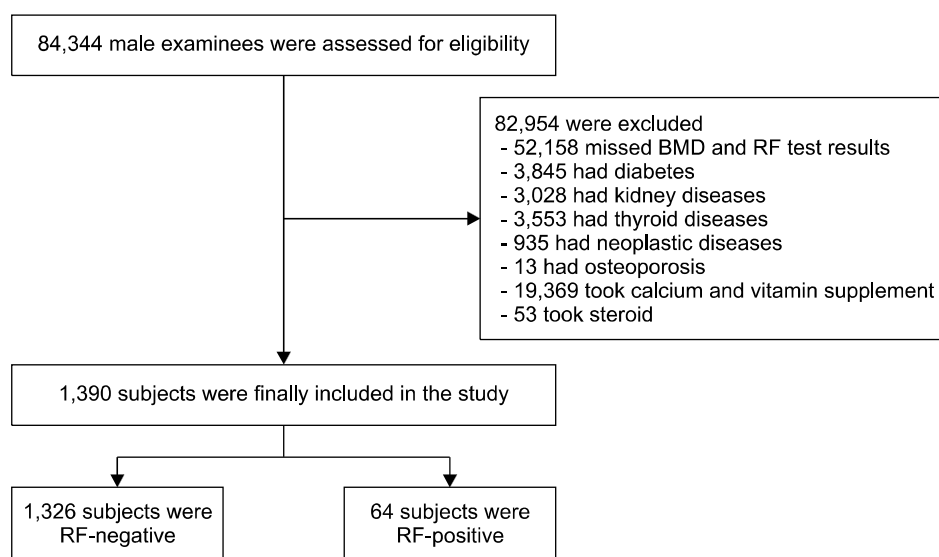 84,344 male examinees were assessed for eligibility
82,954 were excluded
- 52,158 missed BMD and RF test results
- 3,845 had diabetes
- 3,028 had kidney diseases
- 3,553 had thyroid diseases
- 935 had neoplastic diseases
- 13 had osteoporosis
- 19,369 took calcium and vitamin supplement
- 53 took steroid
1,390 subjects were finally included in the study
1,326 subjects were
RF-negative
64 subjects were
RF-positive